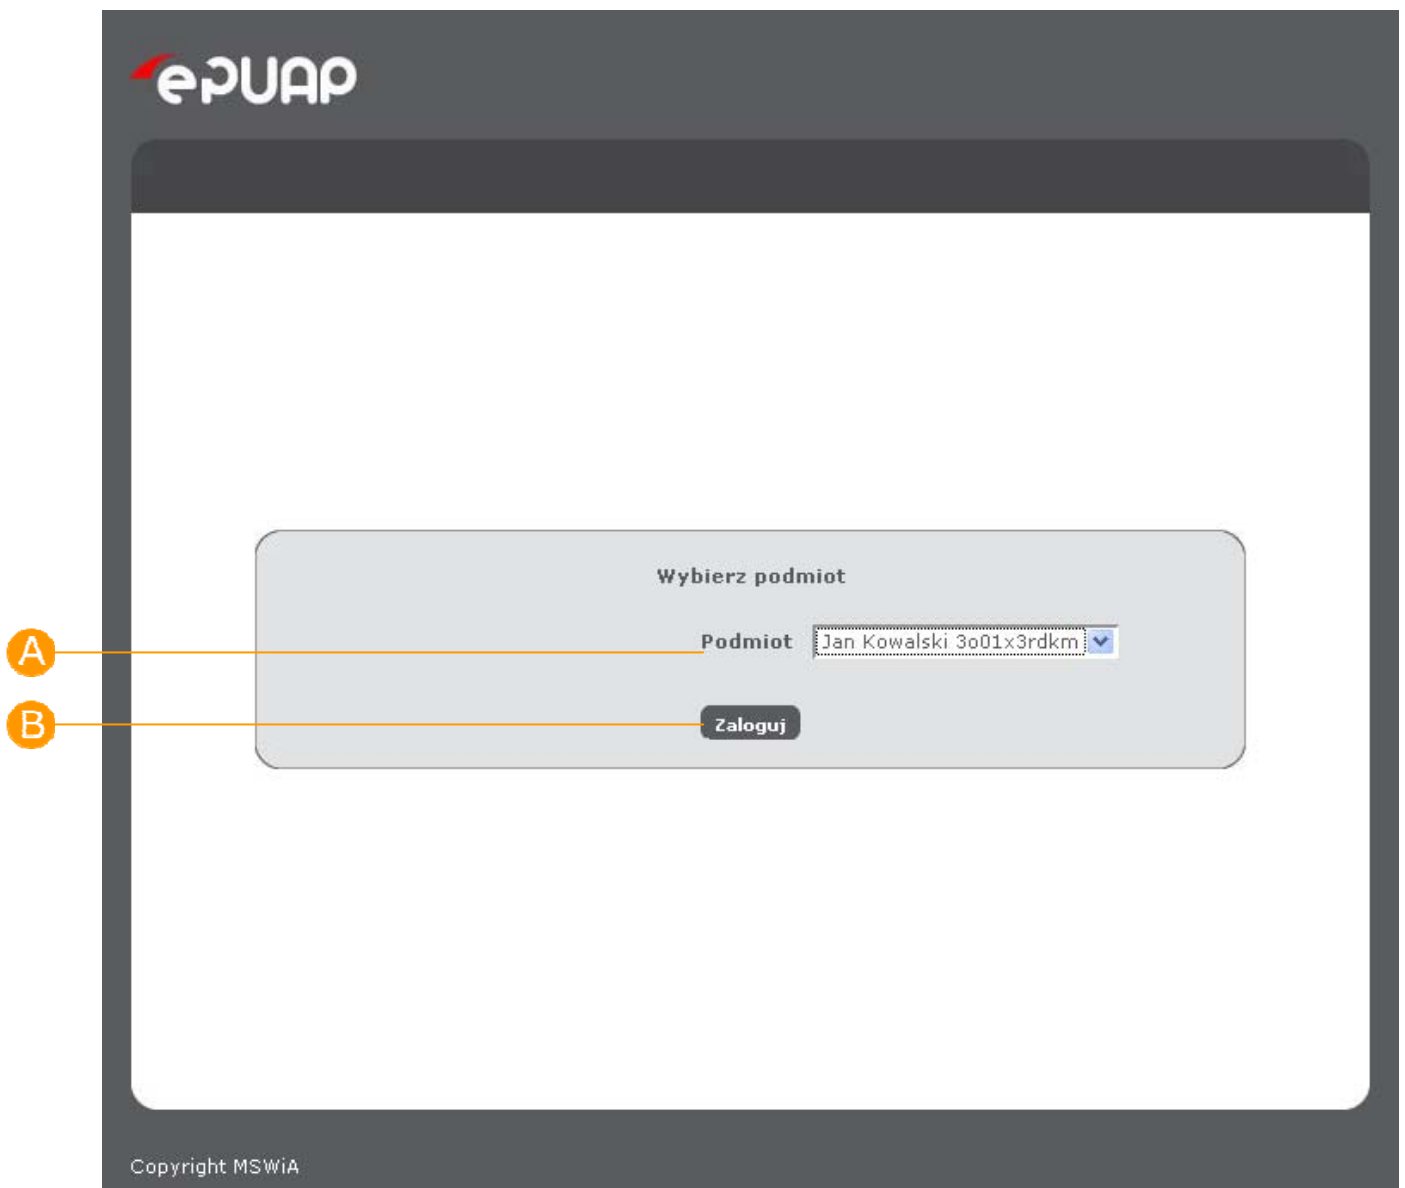 ePUAP
Wybierz podmiot
A
Podmiot Jan Kowalski 3o01x3rdkm
B
Zaloguj
Copyright MSWiA